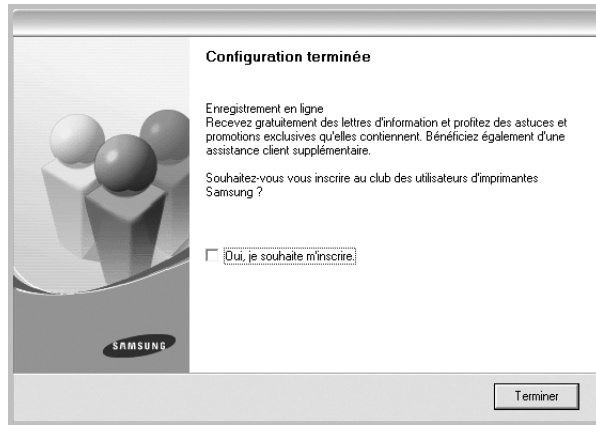 Configuration terminée
Enregistrement en ligne
Recevez gratuitement des lettres d'information et profitez des astuces et
promotions exclusives qu'elles contiennent. Bénéficiez également d'une
assistance client supplémentaire.
Souhaitez-vous vous inscrire au club des utilisateurs d'imprimantes
Samsung ?
Oui, je souhaite m'inscrire.
SAMSUNG
Terminer